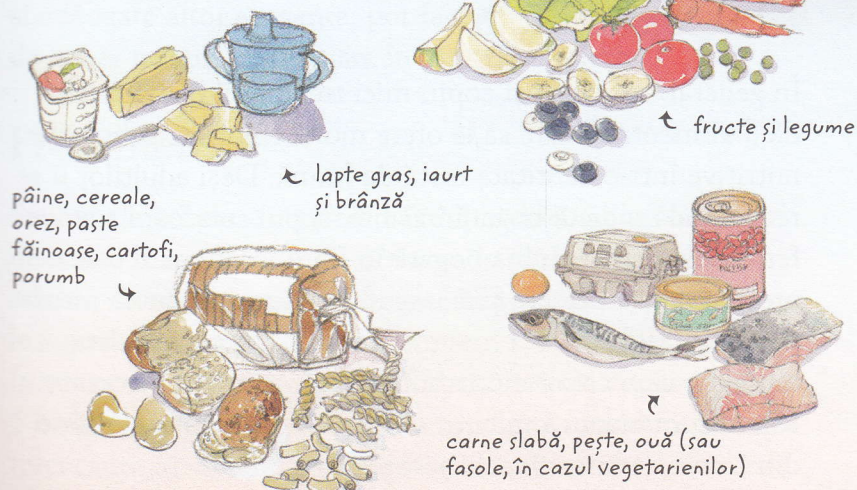 fructe și legume
lapte gras, iaurt
și brânză
pâine, cereale,
orez, paste
făinoase, cartofi,
porumb
carne slabă, pește, ouă (sau
fasole, în cazul vegetarienilor)